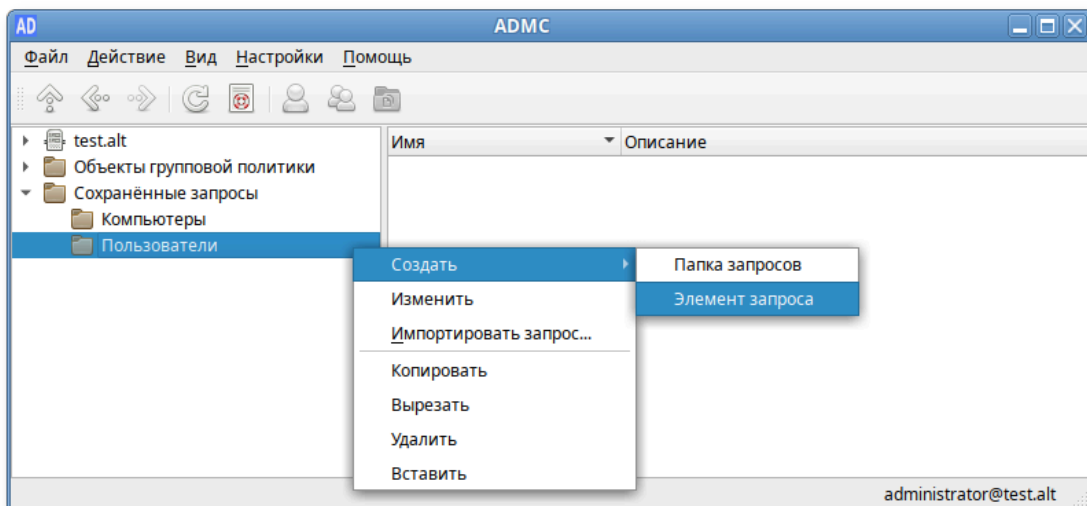 AD ADMC
Файл Действие Вид Настройки Помощь
test.alt
Объекты групповой политики
Сохранённые запросы
Компьютеры
Пользователи
Имя Описание
Создать
Изменить
Импортировать запрос...
Копировать
Вырезать
Удалить
Вставить
Папка запросов
Элемент запроса
administrator@test.alt